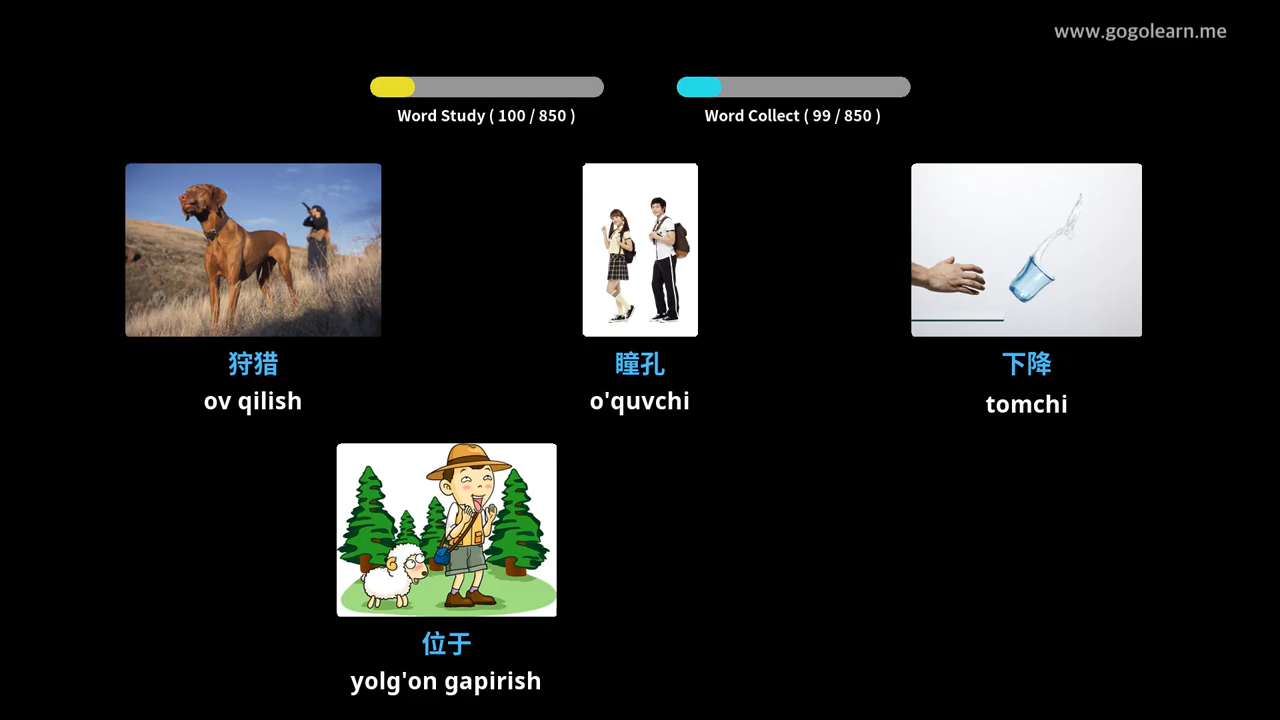 www.gogolearn.me
Word Study ( 100 / 850 )
Word Collect ( 99 / 850 )
狩猎
ov qilish
瞳孔
o'quvchi
下降
tomchi
位于
yolg'on gapirish